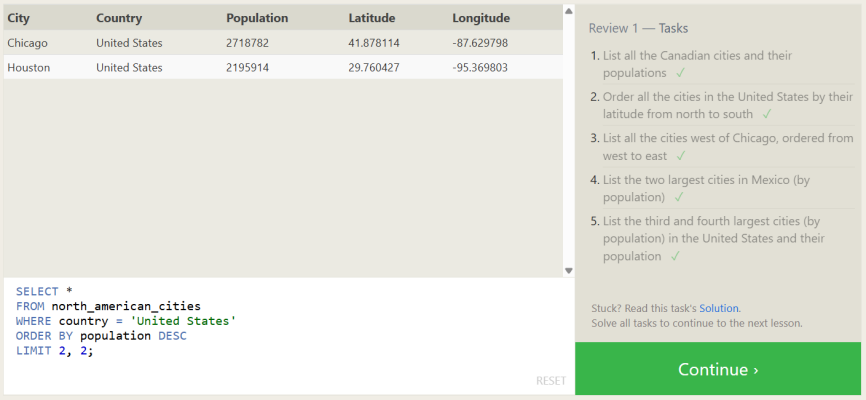 City Country Population Latitude Longitude
Chicago United States 2718782 41.878114 -87.629798
Houston United States 2195914 29.760427 -95.369803
SELECT *
FROM north_american_cities
WHERE country = 'United States'
ORDER BY population DESC
LIMIT 2, 2;
RESET
Review 1 — Tasks
1. List all the Canadian cities and their
populations ✓
2. Order all the cities in the United States by their
latitude from north to south ✓
3. List all the cities west of Chicago, ordered from
west to east ✓
4. List the two largest cities in Mexico (by
population) ✓
5. List the third and fourth largest cities (by
population) in the United States and their
population ✓
Stuck? Read this task's Solution.
Solve all tasks to continue to the next lesson.
Continue ›